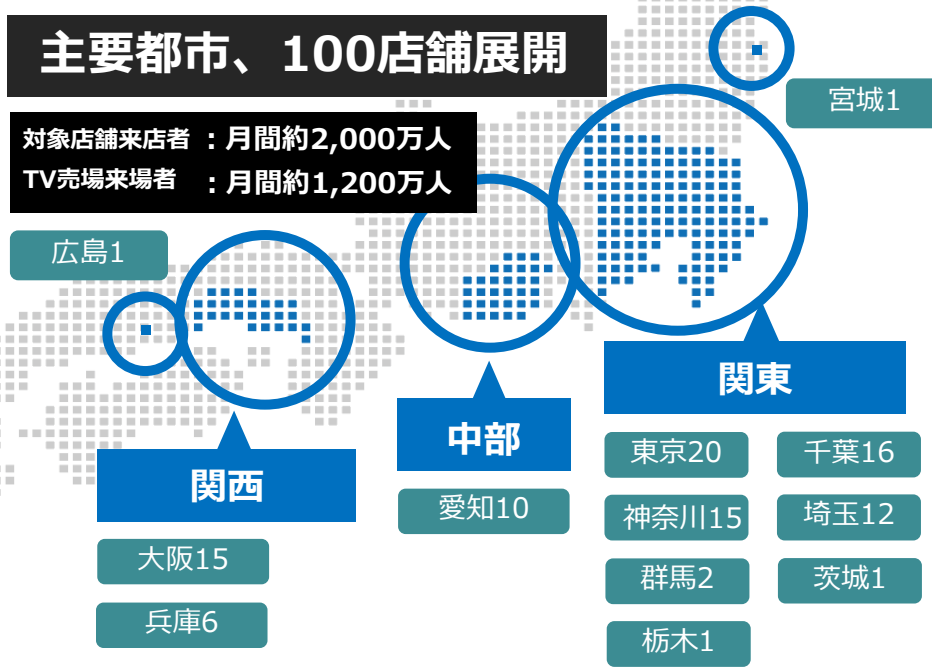 主要都市、100店舗展開
対象店舗来店者 ：月間約2,000万人
TV売場来場者 ：月間約1,200万人
宮城1
広島1
関東
東京20
千葉16
神奈川15
埼玉12
群馬2
茨城1
栃木1
中部
愛知10
関西
大阪15
兵庫6